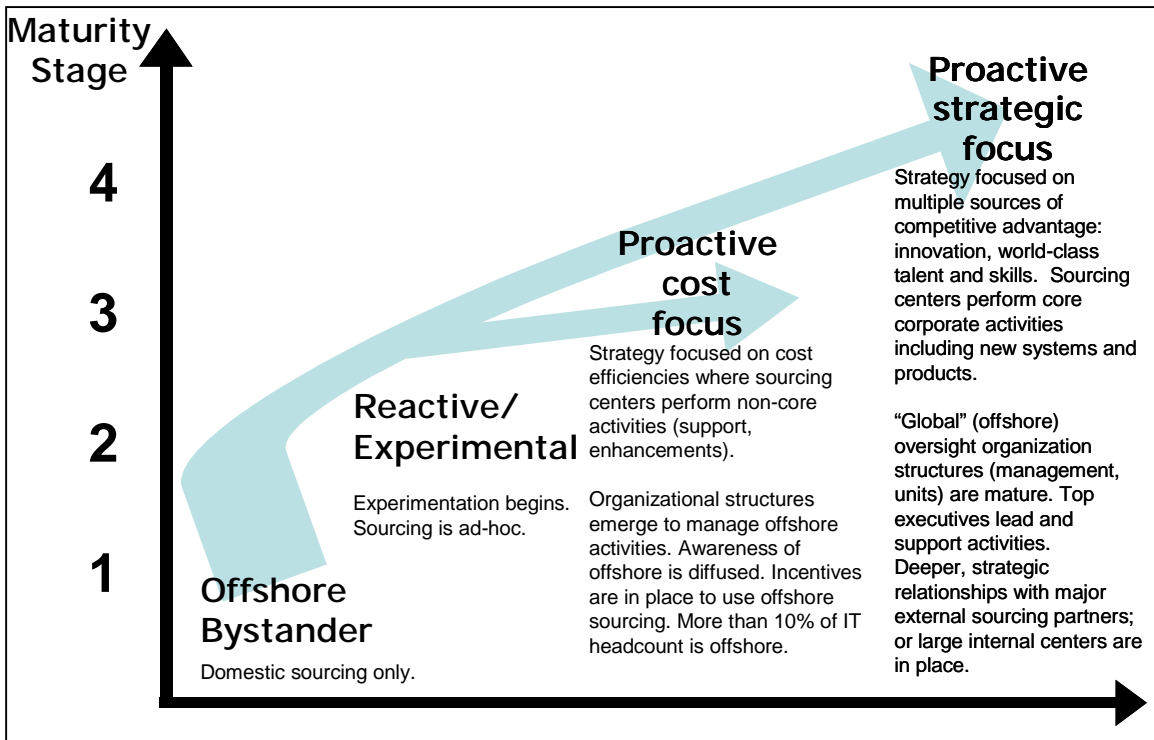 Maturity
Stage
4
3
2
1
Offshore
Bystander
Domestic sourcing only.
Reactive/
Experimental
Experimentation begins.
Sourcing is ad-hoc.
Proactive
cost
focus
Strategy focused on cost
efficiencies where sourcing
centers perform non-core
activities (support,
enhancements).
Organizational structures
emerge to manage offshore
activities. Awareness of
offshore is diffused. Incentives
are in place to use offshore
sourcing. More than 10% of IT
headcount is offshore.
Proactive
strategic
focus
Strategy focused on
multiple sources of
competitive advantage:
innovation, world-class
talent and skills.  Sourcing
centers perform core
corporate activities
including new systems and
products.
“Global” (offshore)
oversight organization
structures (management,
units) are mature. Top
executives lead and
support activities.
Deeper, strategic
relationships with major
external sourcing partners;
or large internal centers are
in place.